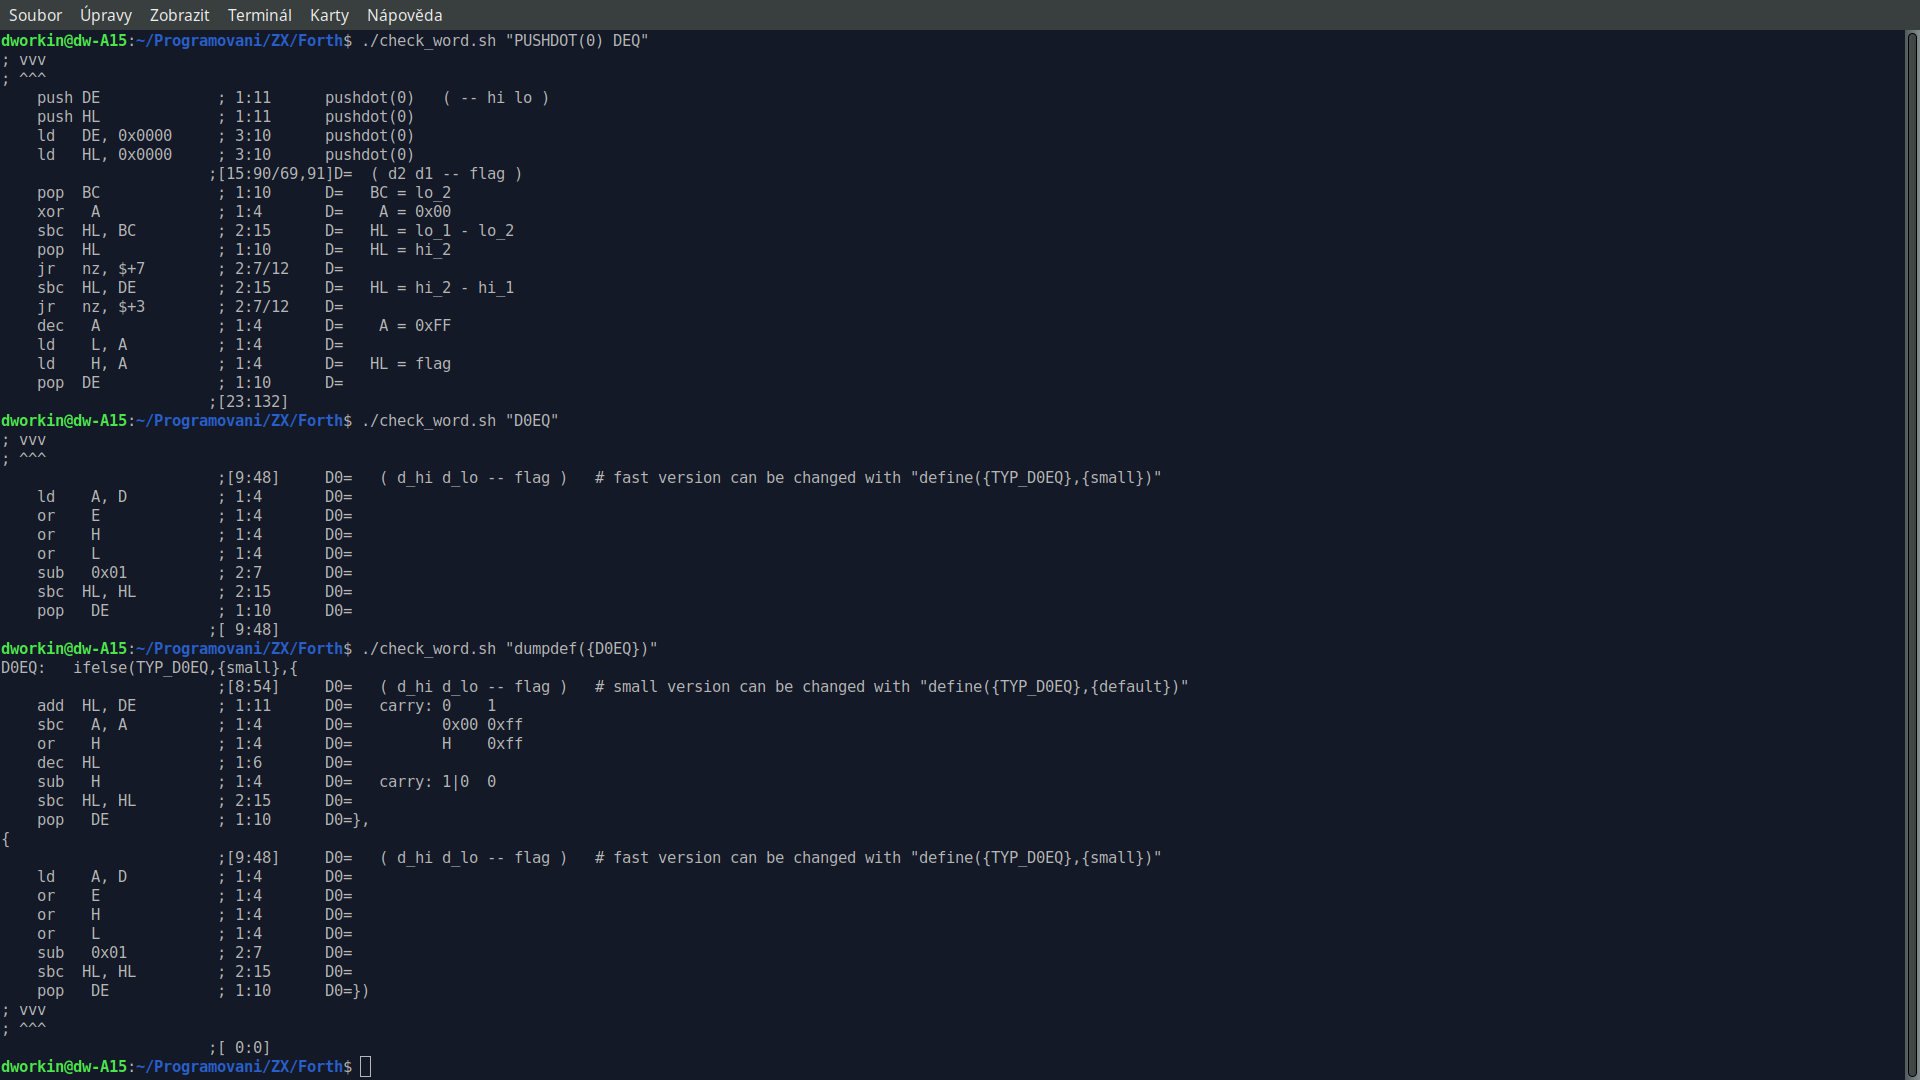 Soubor Úpravy Zobrazit Terminál Karty Nápověda
dworkin@dw-A15:~/Programovani/ZX/Forth$ ./check_word.sh "PUSHDOT(0) DEQ"
; vvv
; ^^^
    push DE             ; 1:11      pushdot(0)   ( -- hi lo )
    push HL             ; 1:11      pushdot(0)
    ld   DE, 0x0000     ; 3:10      pushdot(0)
    ld   HL, 0x0000     ; 3:10      pushdot(0)
                       ;[15:90/69,91]D=  ( d2 d1 -- flag )
    pop  BC             ; 1:10      D=   BC = lo_2
    xor   A             ; 1:4       D=    A = 0x00
    sbc  HL, BC         ; 2:15      D=   HL = lo_1 - lo_2
    pop  HL             ; 1:10      D=   HL = hi_2
    jr   nz, $+7        ; 2:7/12    D=
    sbc  HL, DE         ; 2:15      D=   HL = hi_2 - hi_1
    jr   nz, $+3        ; 2:7/12    D=
    dec   A             ; 1:4       D=    A = 0xFF
    ld    L, A          ; 1:4       D=
    ld    H, A          ; 1:4       D=   HL = flag
    pop  DE             ; 1:10      D=
                       ;[23:132]
dworkin@dw-A15:~/Programovani/ZX/Forth$ ./check_word.sh "D0EQ"
; vvv
; ^^^
                        ;[9:48]     D0=   ( d_hi d_lo -- flag )   # fast version can be changed with "define({TYP_D0EQ},{small})"
    ld    A, D          ; 1:4       D0=
    or    E             ; 1:4       D0=
    or    H             ; 1:4       D0=
    or    L             ; 1:4       D0=
    sub   0x01          ; 2:7       D0=
    sbc  HL, HL         ; 2:15      D0=
    pop   DE            ; 1:10      D0=
                       ;[ 9:48]
dworkin@dw-A15:~/Programovani/ZX/Forth$ ./check_word.sh "dumpdef({D0EQ})"
D0EQ:   ifelse(TYP_D0EQ,{small},{
                        ;[8:54]     D0=   ( d_hi d_lo -- flag )   # small version can be changed with "define({TYP_D0EQ},{default})"
    add  HL, DE         ; 1:11      D0=   carry: 0    1
    sbc   A, A          ; 1:4       D0=          0x00 0xff
    or    H             ; 1:4       D0=          H    0xff
    dec  HL             ; 1:6       D0=
    sub   H             ; 1:4       D0=   carry: 1|0  0
    sbc  HL, HL         ; 2:15      D0=
    pop   DE            ; 1:10      D0=},
{
                        ;[9:48]     D0=   ( d_hi d_lo -- flag )   # fast version can be changed with "define({TYP_D0EQ},{small})"
    ld    A, D          ; 1:4       D0=
    or    E             ; 1:4       D0=
    or    H             ; 1:4       D0=
    or    L             ; 1:4       D0=
    sub   0x01          ; 2:7       D0=
    sbc  HL, HL         ; 2:15      D0=
    pop   DE            ; 1:10      D0=})
; vvv
; ^^^
                       ;[ 0:0]
dworkin@dw-A15:~/Programovani/ZX/Forth$